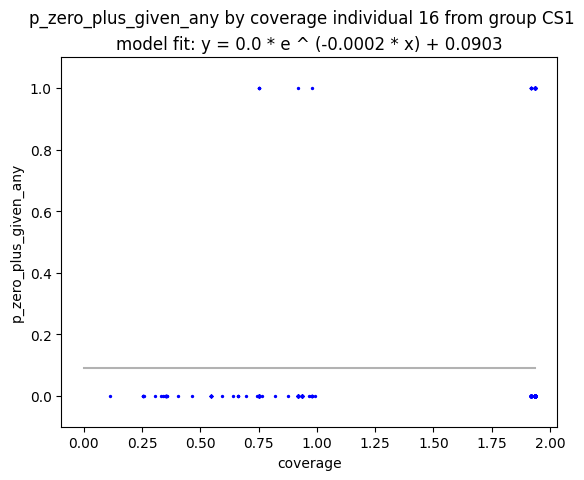 p_zero_plus_given_any by coverage individual 16 from group CS1
model fit: y = 0.0 * e ^ (-0.0002 * x) + 0.0903
1.0
0.8
0.6
0.4
0.2
0.0
p_zero_plus_given_any
0.00 0.25 0.50 0.75 1.00 1.25 1.50 1.75 2.00
coverage